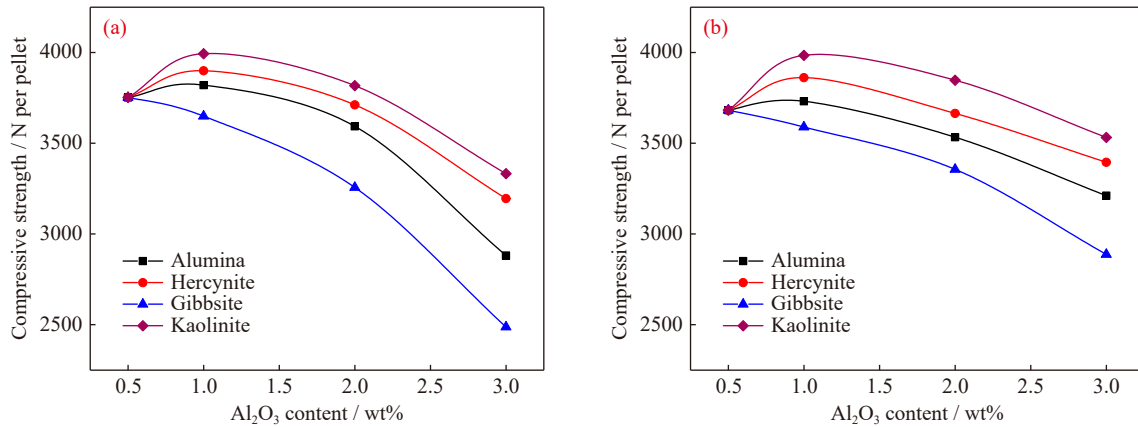 (a)
Compressive strength / N per pellet
4000
3500
3000
2500
Alumina
Hercynite
Gibbsite
Kaolinite
0.5 1.0 1.5 2.0 2.5 3.0
Al₂O₃ content / wt%
(b)
Compressive strength / N per pellet
4000
3500
3000
2500
Alumina
Hercynite
Gibbsite
Kaolinite
0.5 1.0 1.5 2.0 2.5 3.0
Al₂O₃ content / wt%